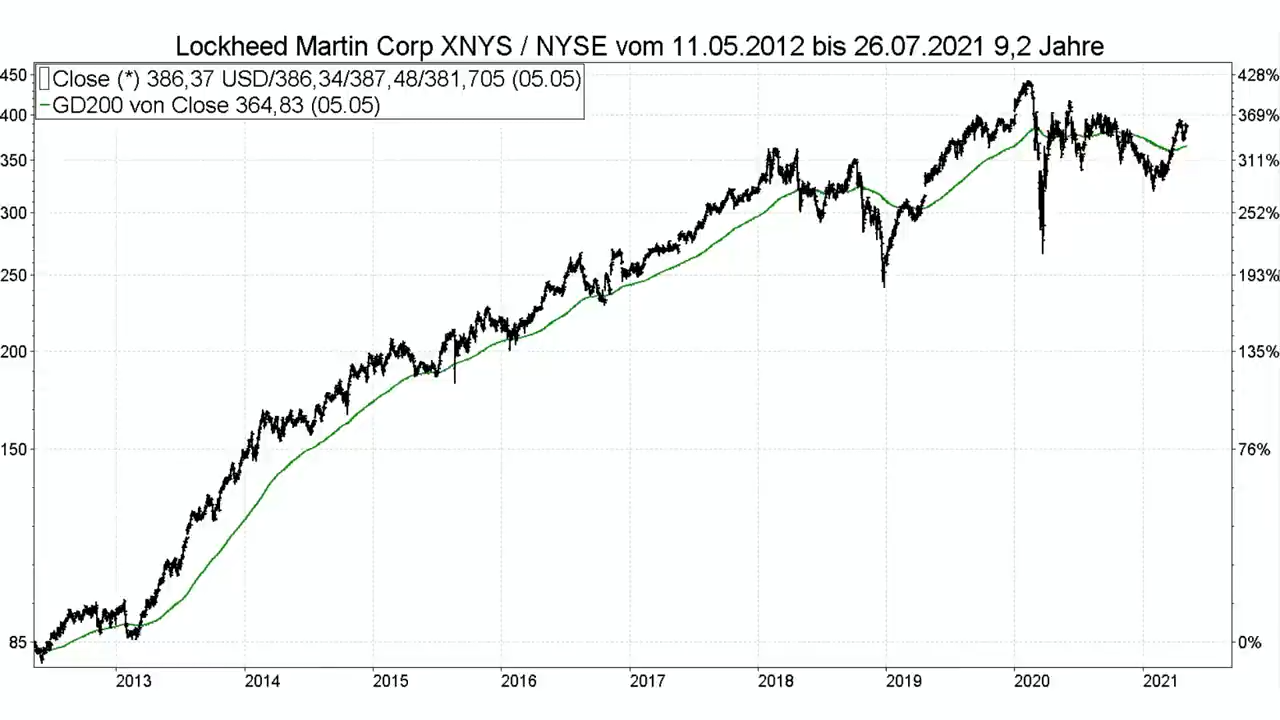 Lockheed Martin Corp XNYS / NYSE vom 11.05.2012 bis 26.07.2021 9,2 Jahre
Close (*) 386,37 USD/386,34/387,48/381,705 (05.05)
GD200 von Close 364,83 (05.05)
450 428%
400 369%
350 311%
300 252%
250 193%
200 135%
150 76%
85 0%
2013 2014 2015 2016 2017 2018 2019 2020 2021